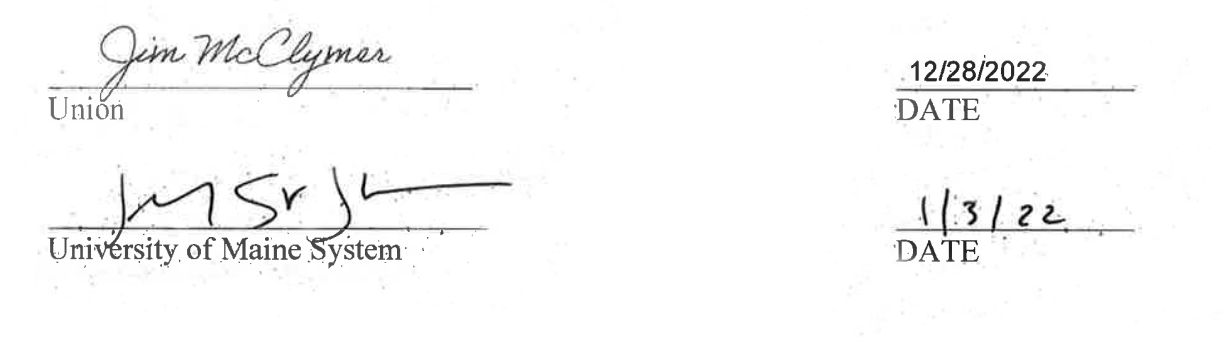 Jim McClymer 12/28/2022
Union DATE
1/3/22
University of Maine System DATE